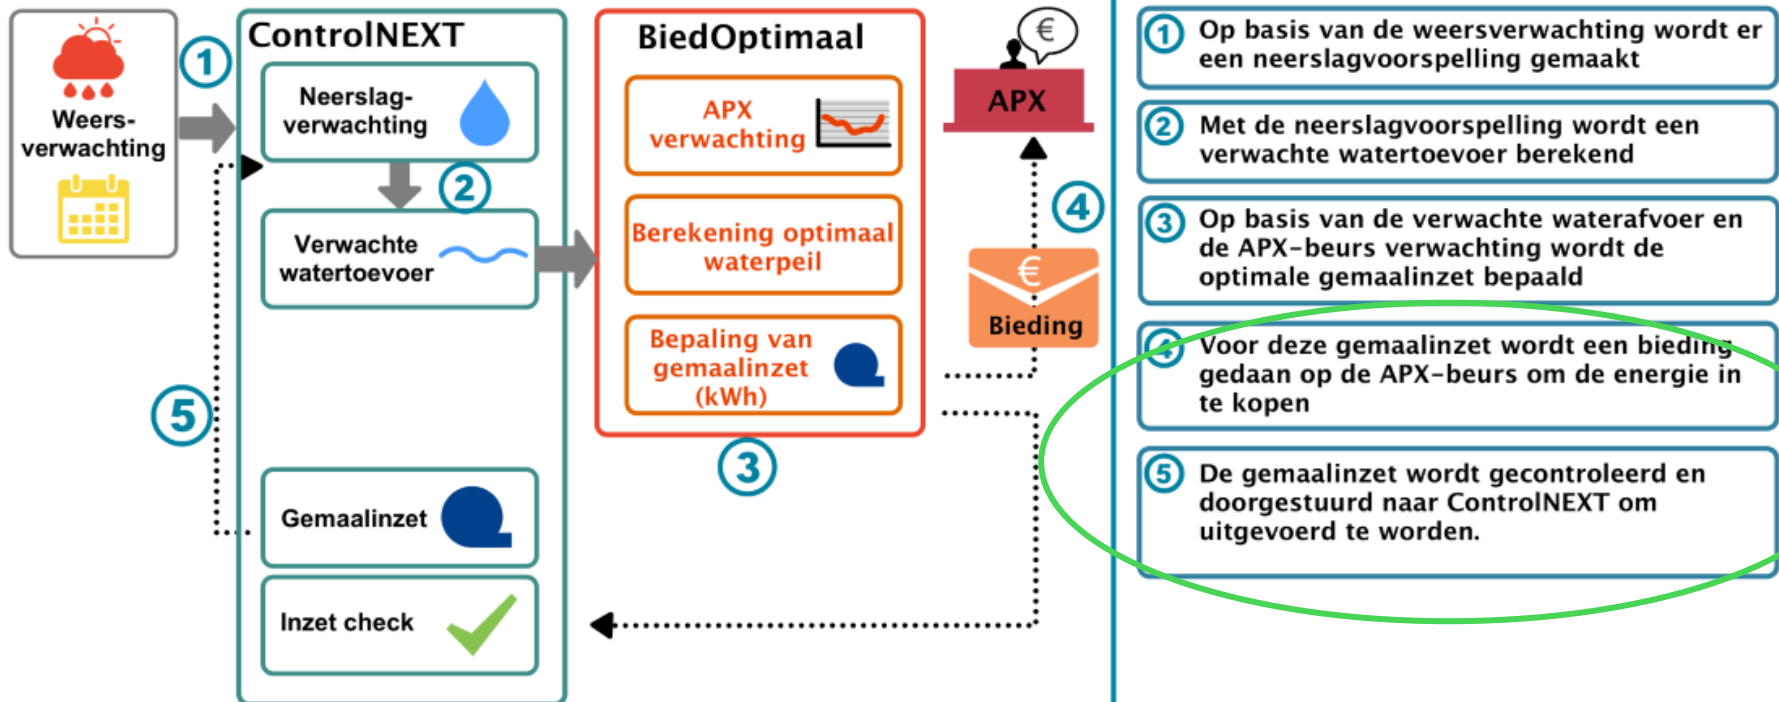 Weers-
verwachting
1
ControlNEXT
Neerslag-
verwachting
2
Verwachte
watertoevoer
5
Gemaalinzet
Inzet check
BiedOptimaal
APX
verwachting
Berekening optimaal
waterpeil
Bepaling van
gemaalinzet
(kWh)
3
€
APX
4
€
Bieding
1 Op basis van de weersverwachting wordt er
een neerslagvoorspelling gemaakt
2 Met de neerslagvoorspelling wordt een
verwachte watertoevoer berekend
3 Op basis van de verwachte waterafvoer en
de APX-beurs verwachting wordt de
optimale gemaalinzet bepaald
4 Voor deze gemaalinzet wordt een bieding
gedaan op de APX-beurs om de energie in
te kopen
5 De gemaalinzet wordt gecontroleerd en
doorgestuurd naar ControlNEXT om
uitgevoerd te worden.